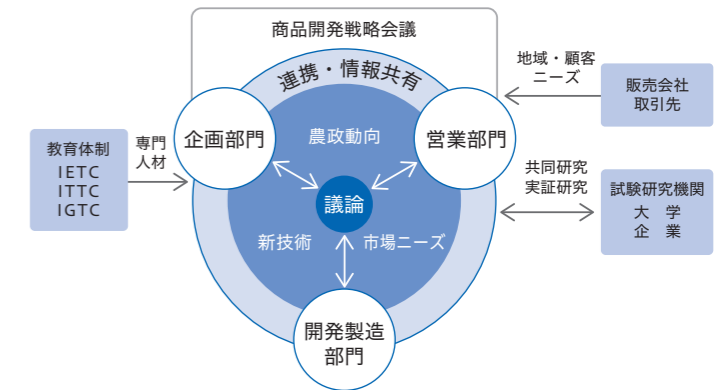 商品開発戦略会議
連携・情報共有
地域・顧客
ニーズ
販売会社
取引先
企画部門
農政動向
営業部門
教育体制
IETC
ITTC
IGTC
専門
人材
議論
共同研究
実証研究
試験研究機関
大　学
企　業
新技術
市場ニーズ
開発製造
部門